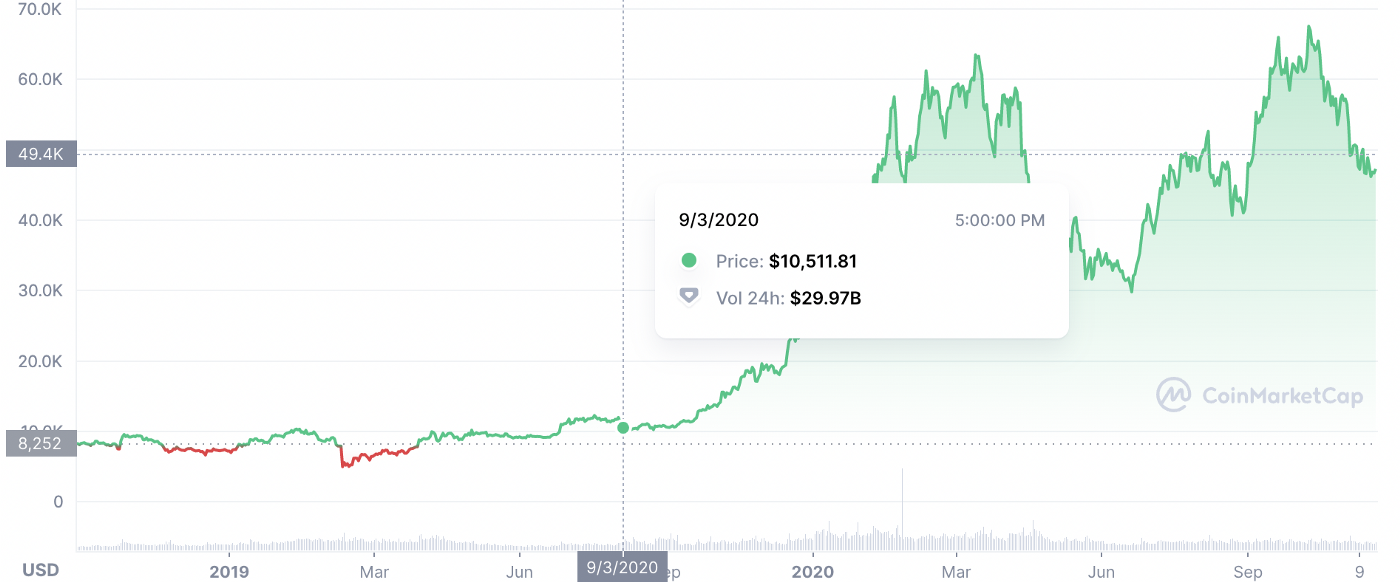 70.0K
60.0K
49.4K
40.0K
9/3/2020 5:00:00 PM
Price: $10,511.81
30.0K
Vol 24h: $29.97B
20.0K
CoinMarketCap
8,252
0
USD 2019 Mar Jun 9/3/2020 ep 2020 Mar Jun Sep 9